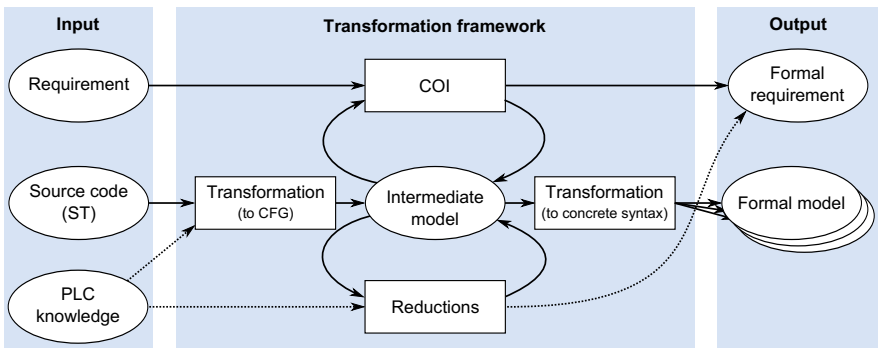 Input
Transformation framework
Output
Requirement
COI
Formal
requirement
Source code
(ST)
Transformation
(to CFG)
Intermediate
model
Transformation
(to concrete syntax)
Formal model
PLC
knowledge
Reductions